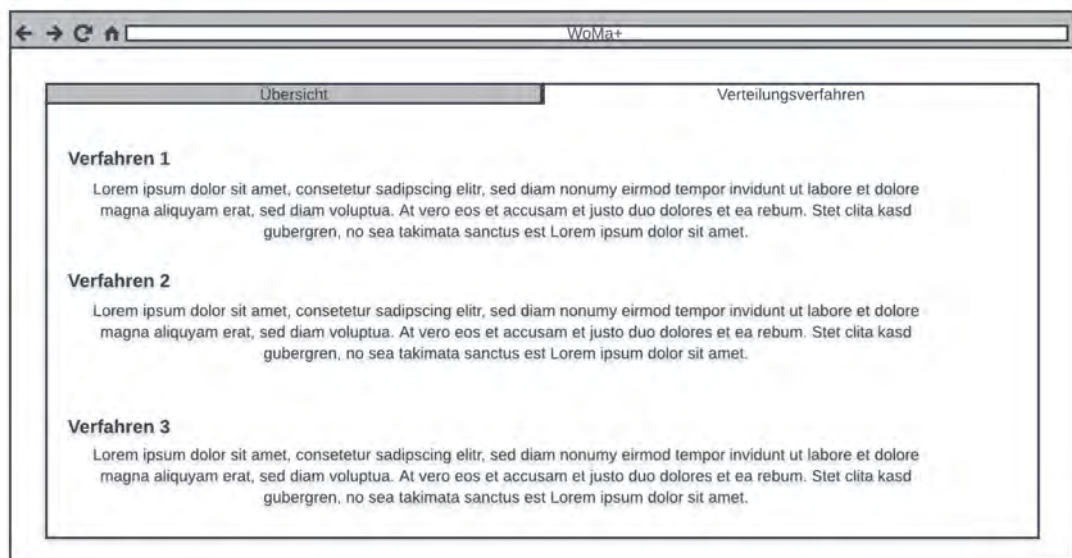 WoMa+
Übersicht
Verteilungsverfahren
Verfahren 1
Lorem ipsum dolor sit amet, consetetur sadipscing elitr, sed diam nonumy eirmod tempor invidunt ut labore et dolore
magna aliquyam erat, sed diam voluptua. At vero eos et accusam et justo duo dolores et ea rebum. Stet clita kasd
gubergren, no sea takimata sanctus est Lorem ipsum dolor sit amet.
Verfahren 2
Lorem ipsum dolor sit amet, consetetur sadipscing elitr, sed diam nonumy eirmod tempor invidunt ut labore et dolore
magna aliquyam erat, sed diam voluptua. At vero eos et accusam et justo duo dolores et ea rebum. Stet clita kasd
gubergren, no sea takimata sanctus est Lorem ipsum dolor sit amet.
Verfahren 3
Lorem ipsum dolor sit amet, consetetur sadipscing elitr, sed diam nonumy eirmod tempor invidunt ut labore et dolore
magna aliquyam erat, sed diam voluptua. At vero eos et accusam et justo duo dolores et ea rebum. Stet clita kasd
gubergren, no sea takimata sanctus est Lorem ipsum dolor sit amet.